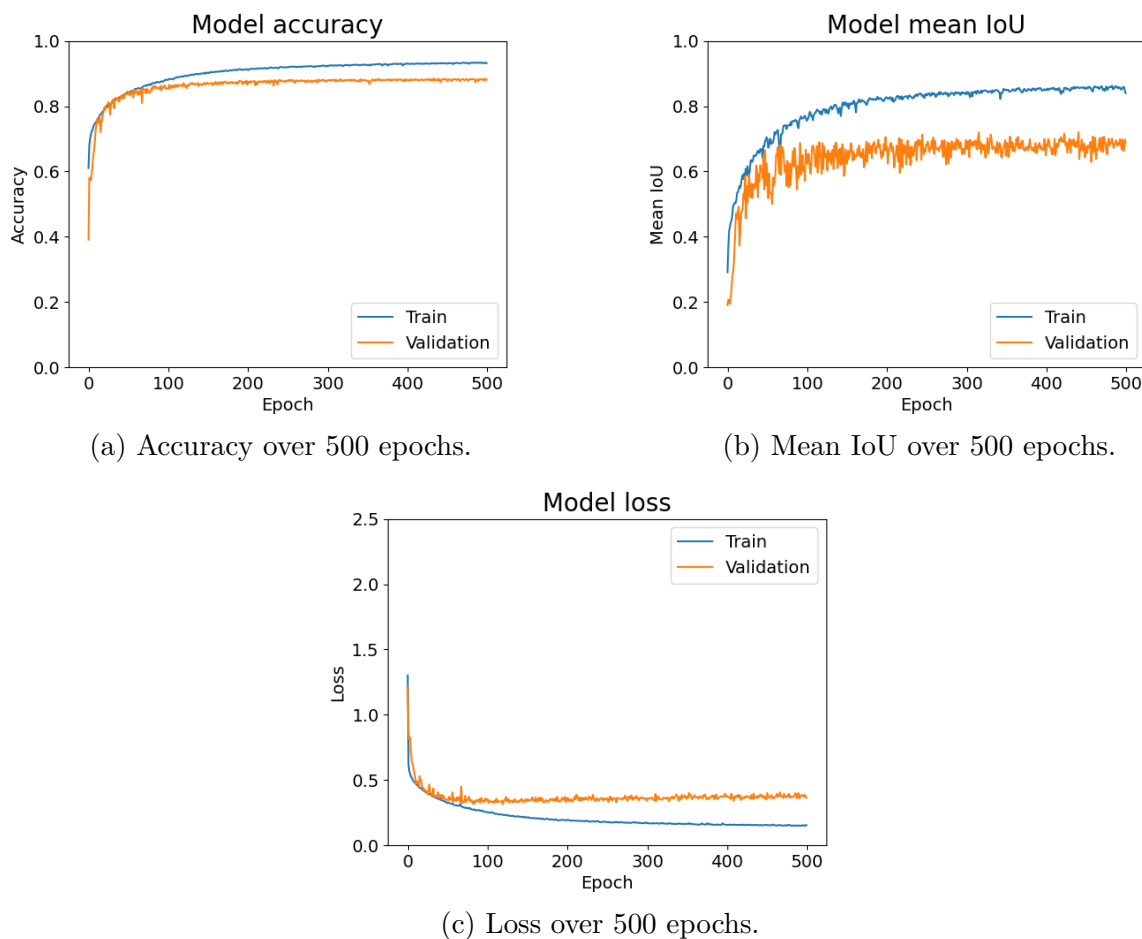 Model accuracy
1.0
0.8
0.6
0.4
0.2
0.0
Accuracy
0 100 200 300 400 500
Epoch
Train
Validation
(a) Accuracy over 500 epochs.
Model mean IoU
1.0
0.8
0.6
0.4
0.2
0.0
Mean IoU
0 100 200 300 400 500
Epoch
Train
Validation
(b) Mean IoU over 500 epochs.
Model loss
2.5
2.0
1.5
1.0
0.5
0.0
Loss
0 100 200 300 400 500
Epoch
Train
Validation
(c) Loss over 500 epochs.